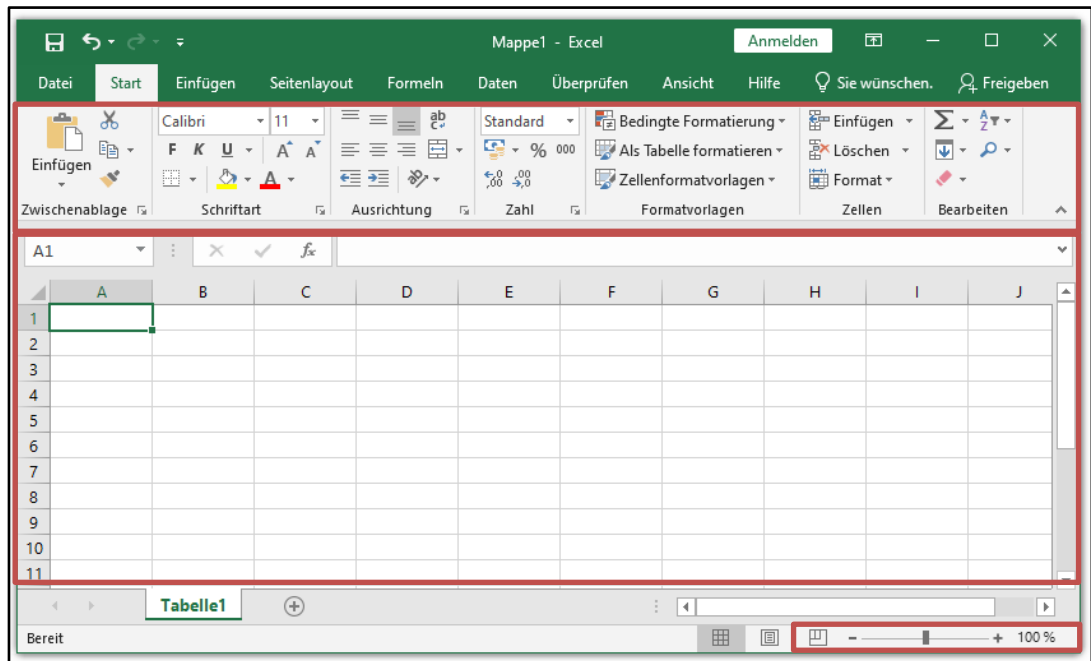 Mappe1 - Excel Anmelden
Datei Start Einfügen Seitenlayout Formeln Daten Überprüfen Ansicht Hilfe Sie wünschen. Freigeben
Calibri 11 ab Standard Bedingte Formatierung Einfügen Σ A
c Z
Einfügen F K U A A % 000 Als Tabelle formatieren Löschen
A ,00 Zellenformatvorlagen Format
Zwischenablage Schriftart Ausrichtung Zahl Formatvorlagen Zellen Bearbeiten
A1 fx
A B C D E F G H I J
1
2
3
4
5
6
7
8
9
10
11
Tabelle1
Bereit - + 100 %